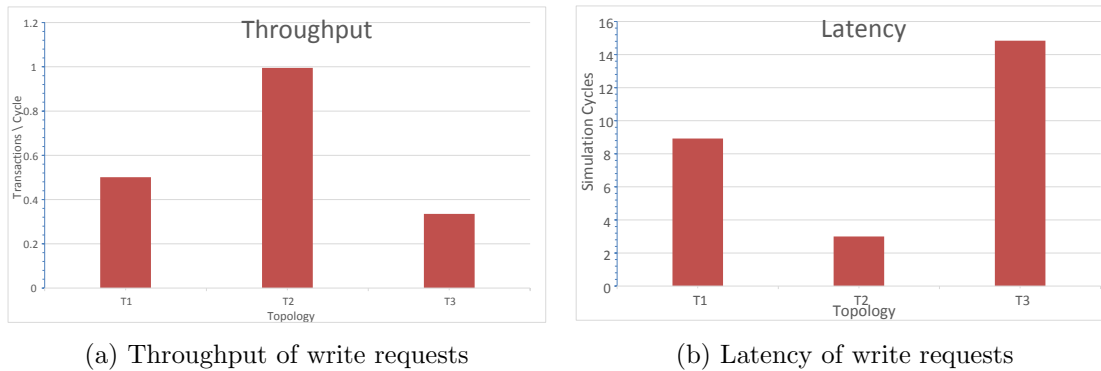 Throughput
Transactions \ Cycle
1.2
1
0.8
0.6
0.4
0.2
0
T1
T2
T3
Topology
(a) Throughput of write requests
Latency
Simulation Cycles
16
14
12
10
8
6
4
2
0
T1
T2
T3
Topology
(b) Latency of write requests